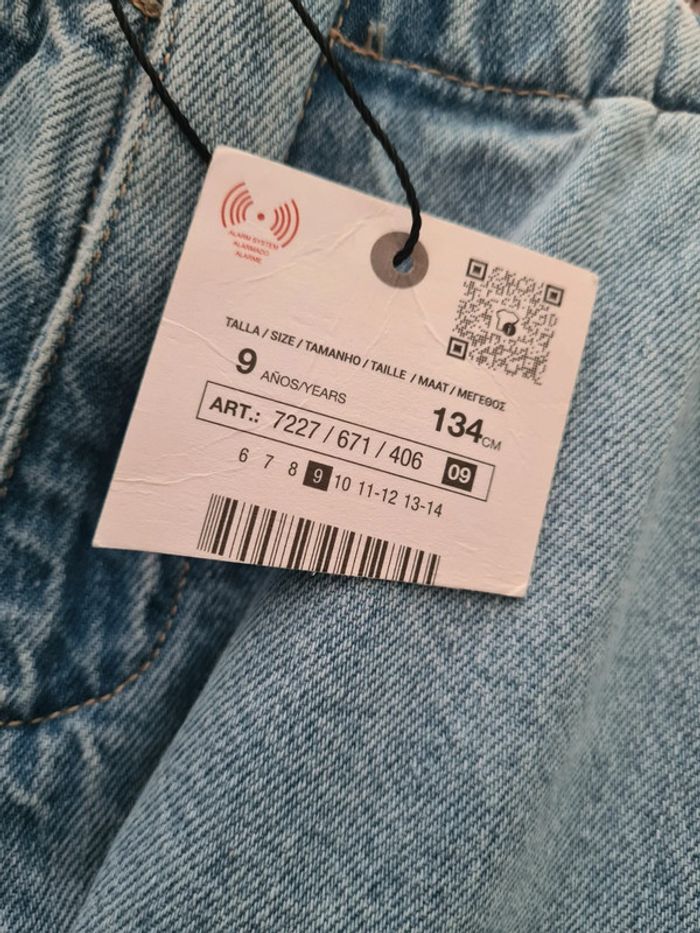 ALARM SYSTEM
ALARMADO
ALARME
TALLA / SIZE / TAMANHO / TAILLE / MAAT / ΜΕΓΕΘΟΣ
9 AÑOS/YEARS 134CM
ART.: 7227 / 671 / 406 09
6 7 8 9 10 11-12 13-14